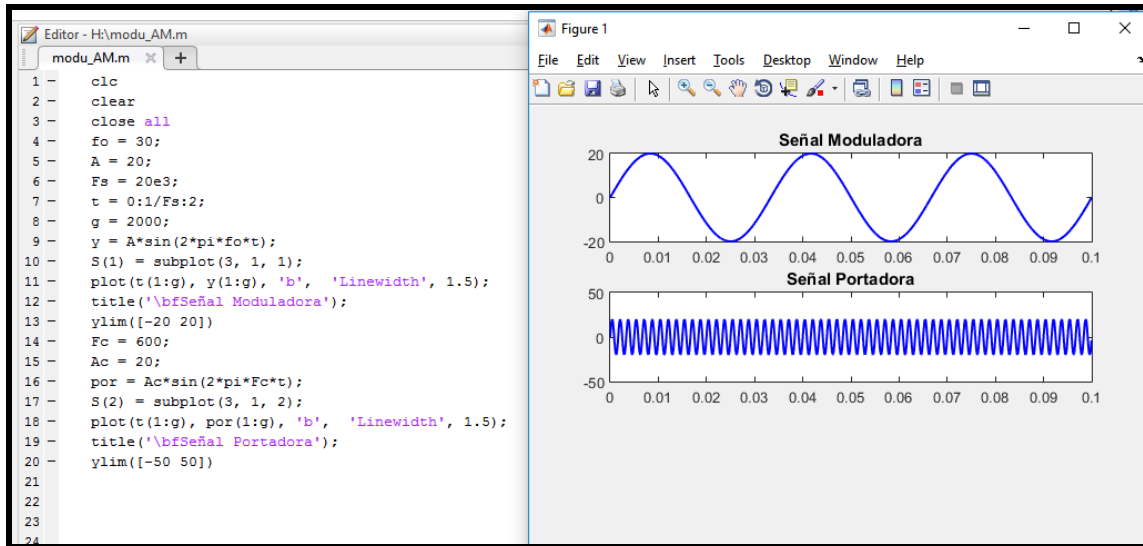 Editor - H:\modu_AM.m
modu_AM.m × +
1 - clc
2 - clear
3 - close all
4 - fo = 30;
5 - A = 20;
6 - Fs = 20e3;
7 - t = 0:1/Fs:2;
8 - g = 2000;
9 - y = A*sin(2*pi*fo*t);
10 - S(1) = subplot(3, 1, 1);
11 - plot(t(1:g), y(1:g), 'b', 'Linewidth', 1.5);
12 - title('\bfSeñal Moduladora');
13 - ylim([-20 20])
14 - Fc = 600;
15 - Ac = 20;
16 - por = Ac*sin(2*pi*Fc*t);
17 - S(2) = subplot(3, 1, 2);
18 - plot(t(1:g), por(1:g), 'b', 'Linewidth', 1.5);
19 - title('\bfSeñal Portadora');
20 - ylim([-50 50])
21
22
23
24
Figure 1
File Edit View Insert Tools Desktop Window Help
Señal Moduladora
20
0
-20
0 0.01 0.02 0.03 0.04 0.05 0.06 0.07 0.08 0.09 0.1
Señal Portadora
50
0
-50
0 0.01 0.02 0.03 0.04 0.05 0.06 0.07 0.08 0.09 0.1